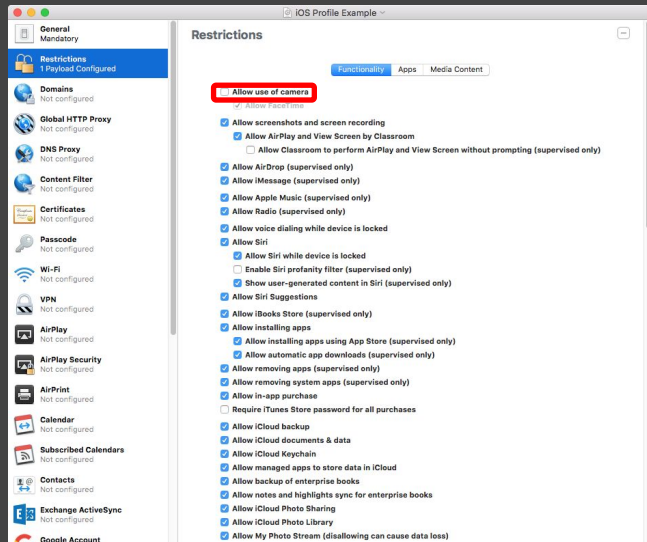 iOS Profile Example
General
Mandatory
Restrictions
1 Payload Configured
Domains
Not configured
Global HTTP Proxy
Not configured
DNS Proxy
Not configured
Content Filter
Not configured
Certificates
Not configured
Passcode
Not configured
Wi-Fi
Not configured
VPN
Not configured
AirPlay
Not configured
AirPlay Security
Not configured
AirPrint
Not configured
Calendar
Not configured
Subscribed Calendars
Not configured
Contacts
Not configured
Exchange ActiveSync
Not configured
Google Account
Restrictions
Functionality Apps Media Content
Allow use of camera
Allow FaceTime
Allow screenshots and screen recording
Allow AirPlay and View Screen by Classroom
Allow Classroom to perform AirPlay and View Screen without prompting (supervised only)
Allow AirDrop (supervised only)
Allow iMessage (supervised only)
Allow Apple Music (supervised only)
Allow Radio (supervised only)
Allow voice dialing while device is locked
Allow Siri
Allow Siri while device is locked
Enable Siri profanity filter (supervised only)
Show user-generated content in Siri (supervised only)
Allow Siri Suggestions
Allow iBooks Store (supervised only)
Allow installing apps
Allow installing apps using App Store (supervised only)
Allow automatic app downloads (supervised only)
Allow removing apps (supervised only)
Allow removing system apps (supervised only)
Allow in-app purchase
Require iTunes Store password for all purchases
Allow iCloud backup
Allow iCloud documents & data
Allow iCloud Keychain
Allow managed apps to store data in iCloud
Allow backup of enterprise books
Allow notes and highlights sync for enterprise books
Allow iCloud Photo Sharing
Allow iCloud Photo Library
Allow My Photo Stream (disallowing can cause data loss)